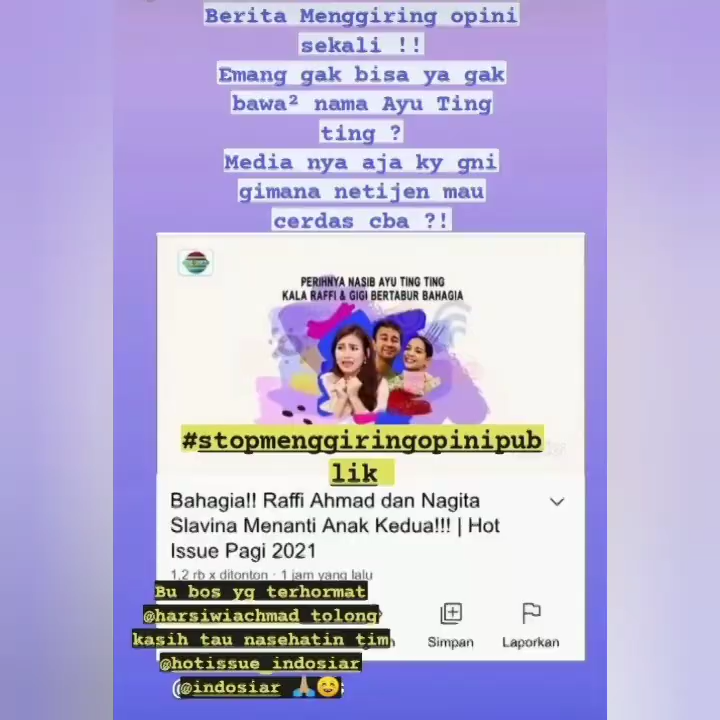 Berita Menggiring opini
sekali !!
Emang gak bisa ya gak
bawa² nama Ayu Ting
ting ?
Media nya aja ky gni
gimana netijen mau
cerdas cba ?!
PERIHNYA NASIB AYU TING TING
KALA RAFFI & GIGI BERTABUR BAHAGIA
#stopmenggiringopinipub
lik
Bahagia!! Raffi Ahmad dan Nagita
Slavina Menanti Anak Kedua!!! | Hot
Issue Pagi 2021
1,2 rb x ditonton · 1 jam yang lalu
Bu bos yg terhormat
@harsiwiachmad tolong
kasih tau nasehatin tim
@hotissue_indosiar
@indosiar 🙏🏼☺️
Simpan
Laporkan